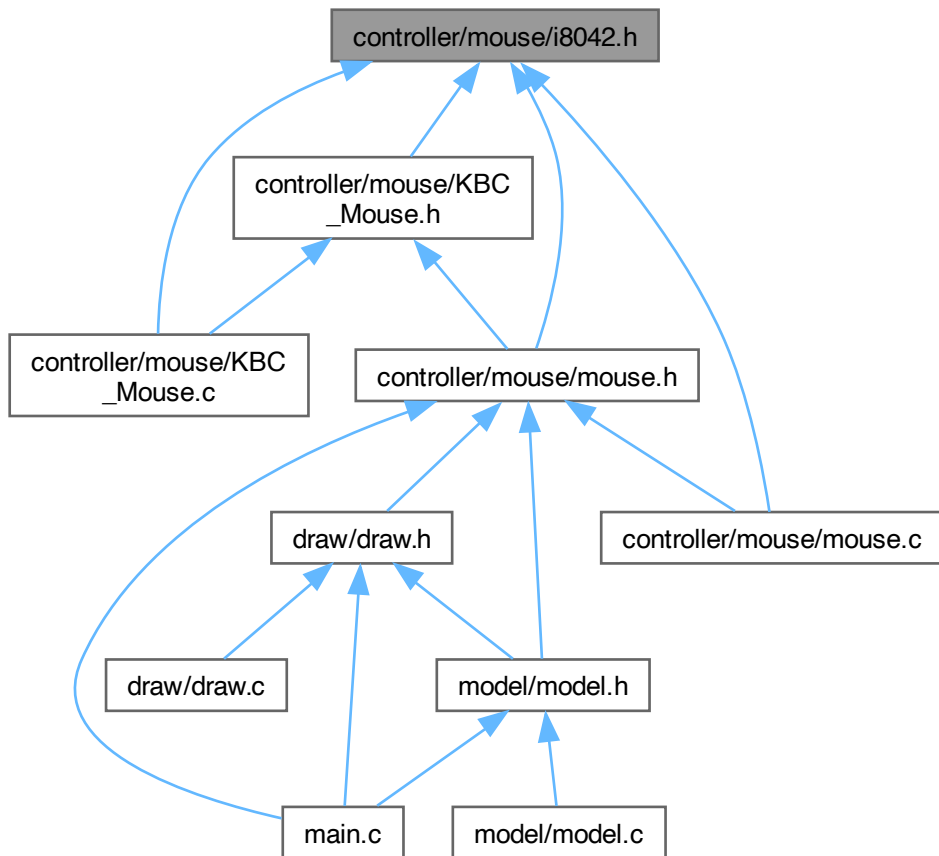 controller/mouse/i8042.h
controller/mouse/KBC
_Mouse.h
controller/mouse/KBC
_Mouse.c
controller/mouse/mouse.h
draw/draw.h
controller/mouse/mouse.c
draw/draw.c
model/model.h
main.c
model/model.c